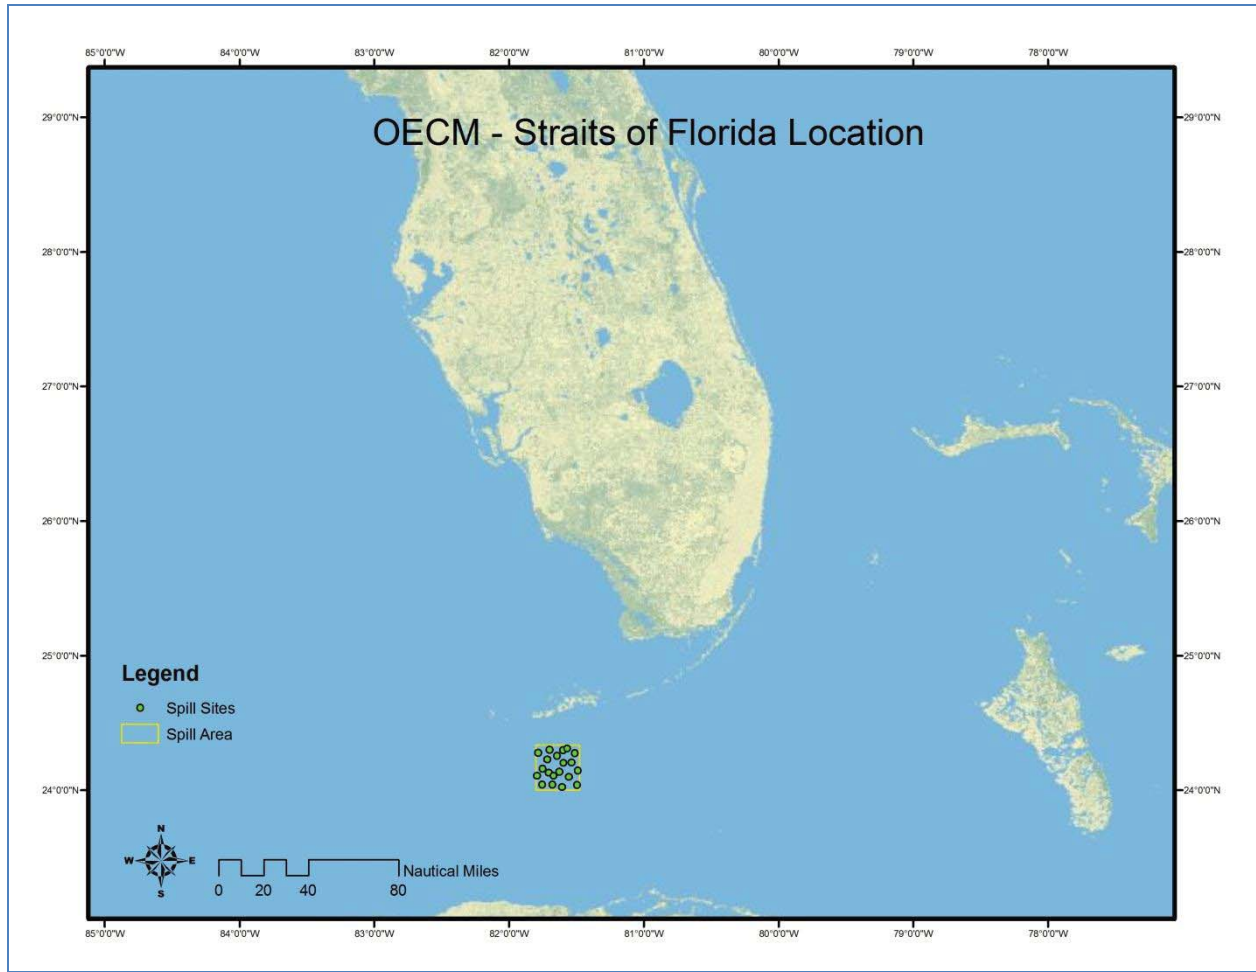 85°0'0"W 84°0'0"W 83°0'0"W 82°0'0"W 81°0'0"W 80°0'0"W 79°0'0"W 78°0'0"W
29°0'0"N 29°0'0"N
OECM - Straits of Florida Location
28°0'0"N 28°0'0"N
27°0'0"N 27°0'0"N
26°0'0"N 26°0'0"N
25°0'0"N 25°0'0"N
Legend
Spill Sites
Spill Area
24°0'0"N 24°0'0"N
N
W E
S
Nautical Miles
0 20 40 80
85°0'0"W 84°0'0"W 83°0'0"W 82°0'0"W 81°0'0"W 80°0'0"W 79°0'0"W 78°0'0"W